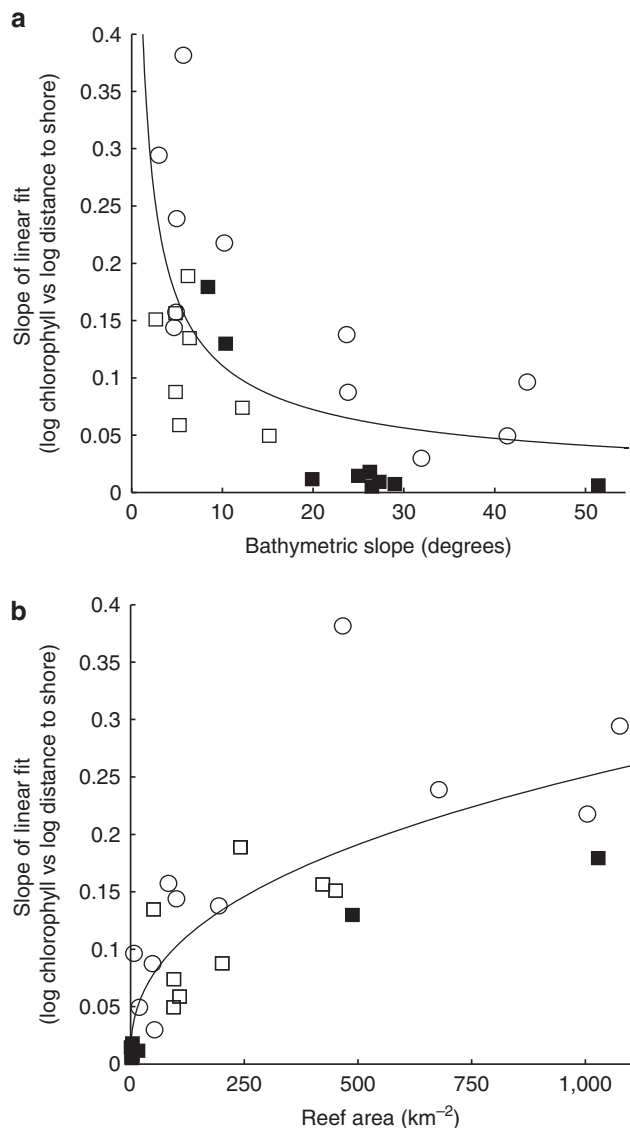 a
0.4
0.35
0.3
0.25
0.2
0.15
0.1
0.05
0
Slope of linear fit
(log chlorophyll vs log distance to shore)
0 10 20 30 40 50
Bathymetric slope (degrees)
b
0.4
0.35
0.3
0.25
0.2
0.15
0.1
0.05
0
Slope of linear fit
(log chlorophyll vs log distance to shore)
0 250 500 750 1,000
Reef area (km⁻²)